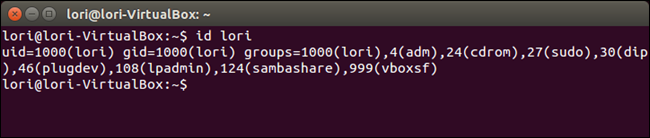 lori@lori-VirtualBox: ~
lori@lori-VirtualBox:~$ id lori
uid=1000(lori) gid=1000(lori) groups=1000(lori),4(adm),24(cdrom),27(sudo),30(dip
),46(plugdev),108(lpadmin),124(sambashare),999(vboxsf)
lori@lori-VirtualBox:~$